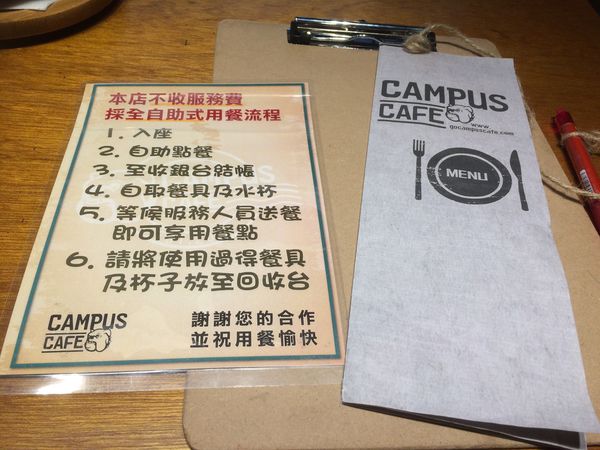 本店不收服務費
採全自助式用餐流程
1. 入座
2. 自助點餐
3. 至收銀台結帳
4. 自取餐具及水杯
5. 等候服務人員送餐
即可享用餐點
6. 請將使用過得餐具
及杯子放至回收台
CAMPUS
CAFE
謝謝您的合作
並祝用餐愉快
CAMPUS
CAFE
www.
gocampuscafe.com
MENU